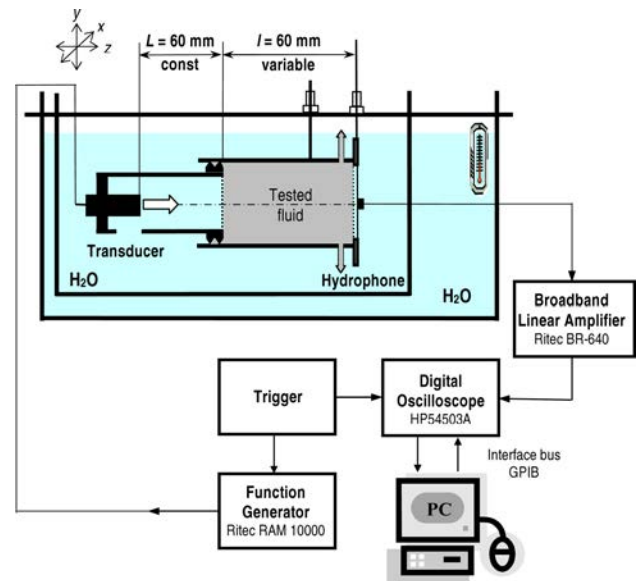 y
x
z
L = 60 mm
const
l = 60 mm
variable
Tested
fluid
Transducer
H2O
Hydrophone
H2O
Broadband
Linear Amplifier
Ritec BR-640
Trigger
Digital
Oscilloscope
HP54503A
Interface bus
GPIB
Function
Generator
Ritec RAM 10000
PC